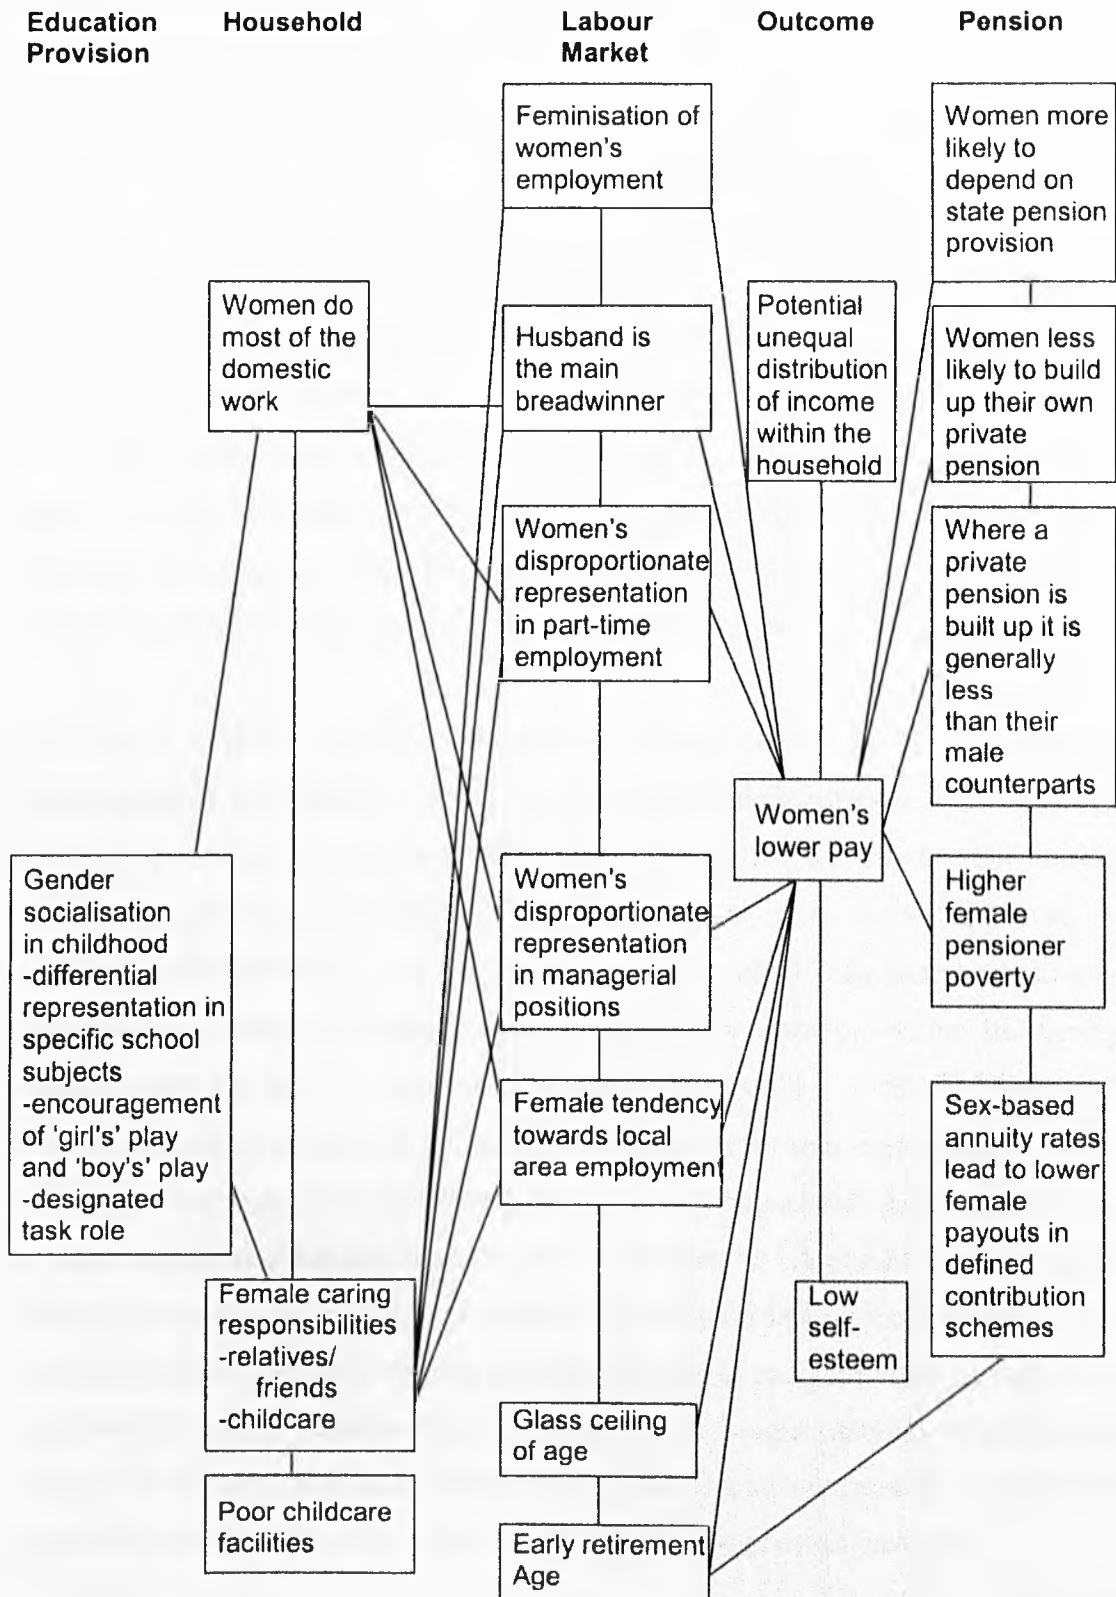 Education
Provision
Household
Labour
Market
Outcome
Pension
Gender
socialisation
in childhood
-differential
representation in
specific school
subjects
-encouragement
of 'girl's' play
and 'boy's' play
-designated
task role
Women do
most of the
domestic
work
Female caring
responsibilities
-relatives/
friends
-childcare
Poor childcare
facilities
Feminisation of
women's
employment
Husband is
the main
breadwinner
Women's
disproportionate
representation
in part-time
employment
Women's
disproportionate
representation
in managerial
positions
Female tendency
towards local
area employment
Glass ceiling
of age
Early retirement
Age
Potential
unequal
distribution
of income
within the
household
Women's
lower pay
Low
self-
esteem
Women more
likely to
depend on
state pension
provision
Women less
likely to build
up their own
private
pension
Where a
private
pension is
built up it is
generally
less
than their
male
counterparts
Higher
female
pensioner
poverty
Sex-based
annuity rates
lead to lower
female
payouts in
defined
contribution
schemes